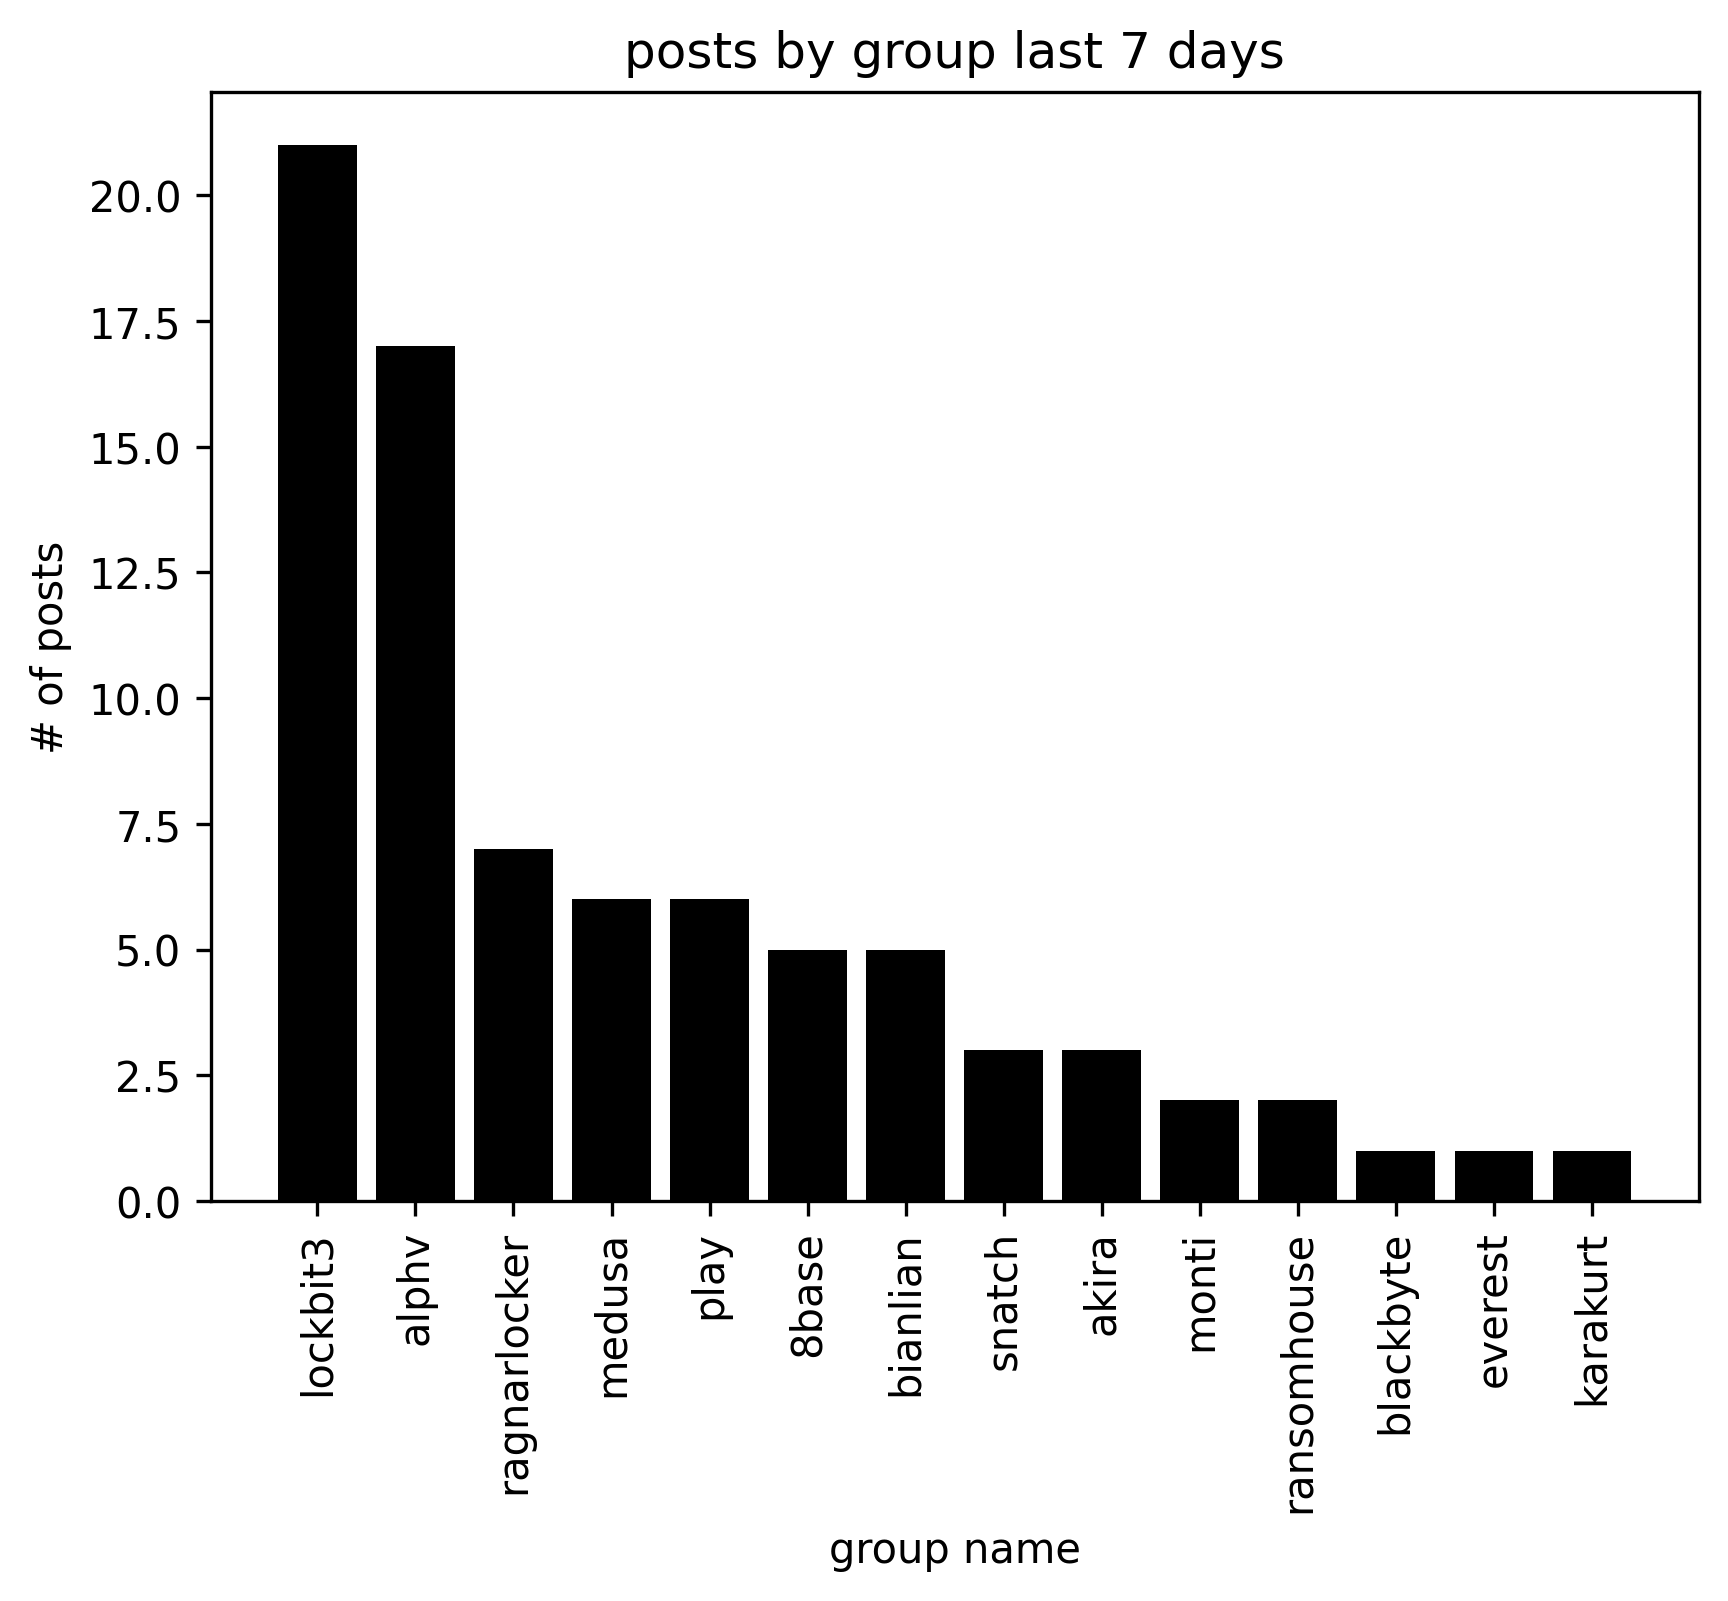 posts by group last 7 days
20.0
17.5
15.0
12.5
10.0
7.5
5.0
2.5
0.0
# of posts
lockbit3
alphv
ragnarlocker
medusa
play
8base
bianlian
snatch
akira
monti
ransomhouse
blackbyte
everest
karakurt
group name